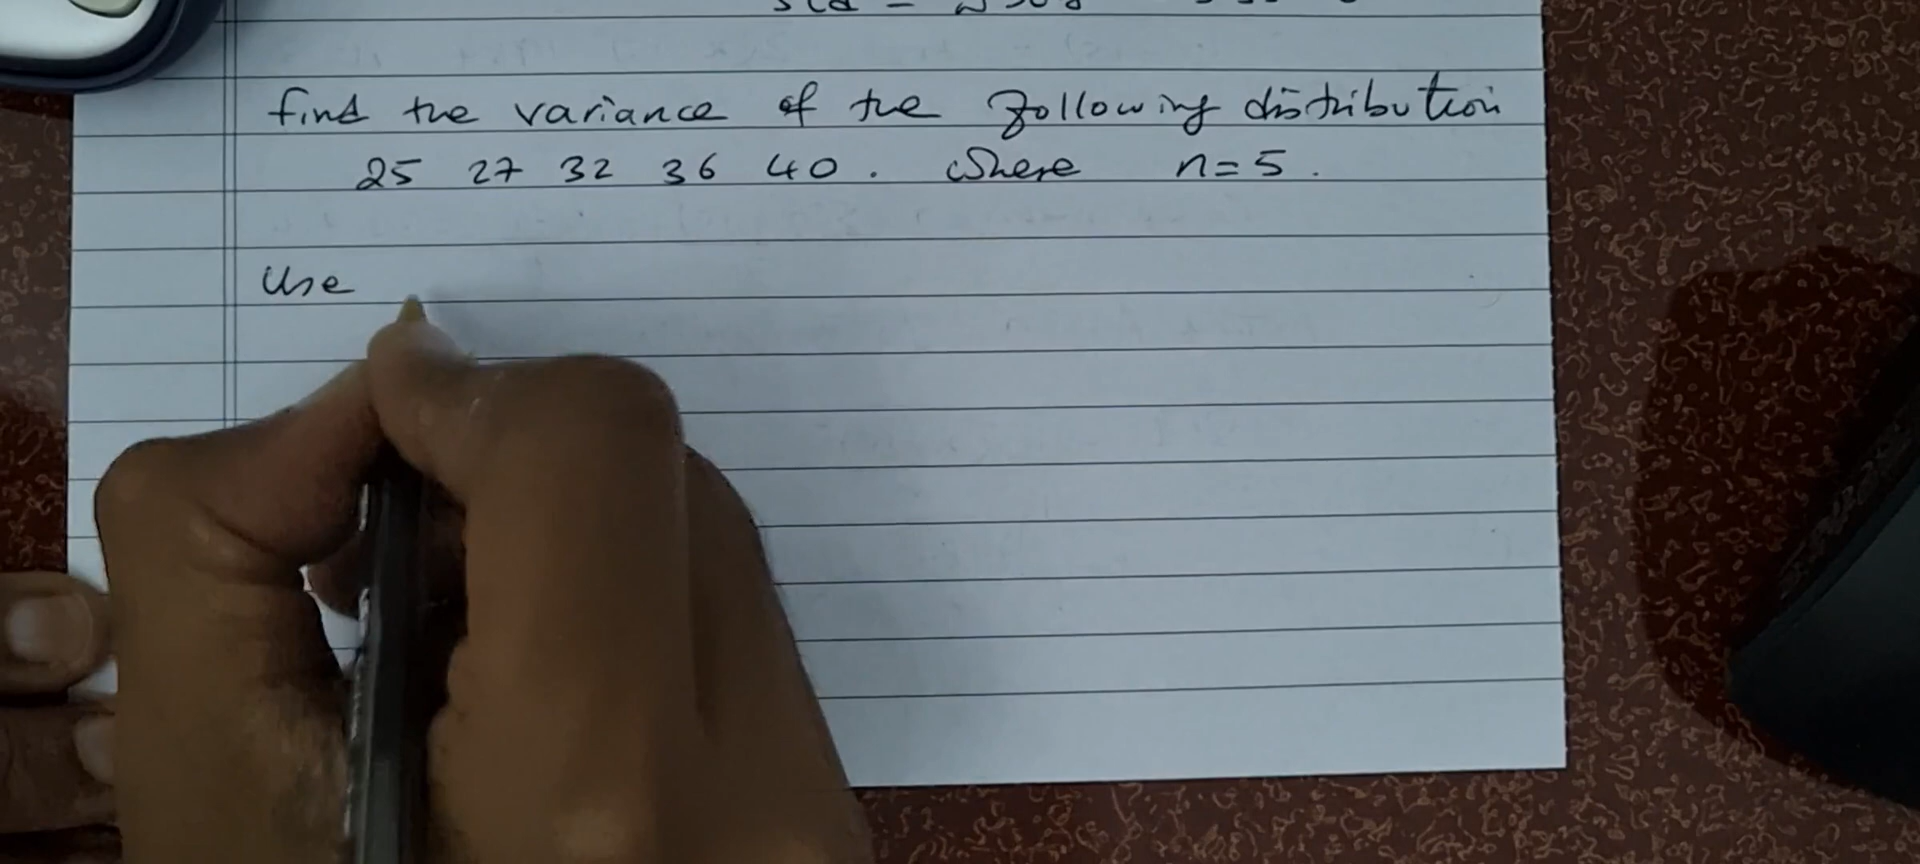 find the variance of the following distribution
25 27 32 36 40 . where n = 5 .
Use